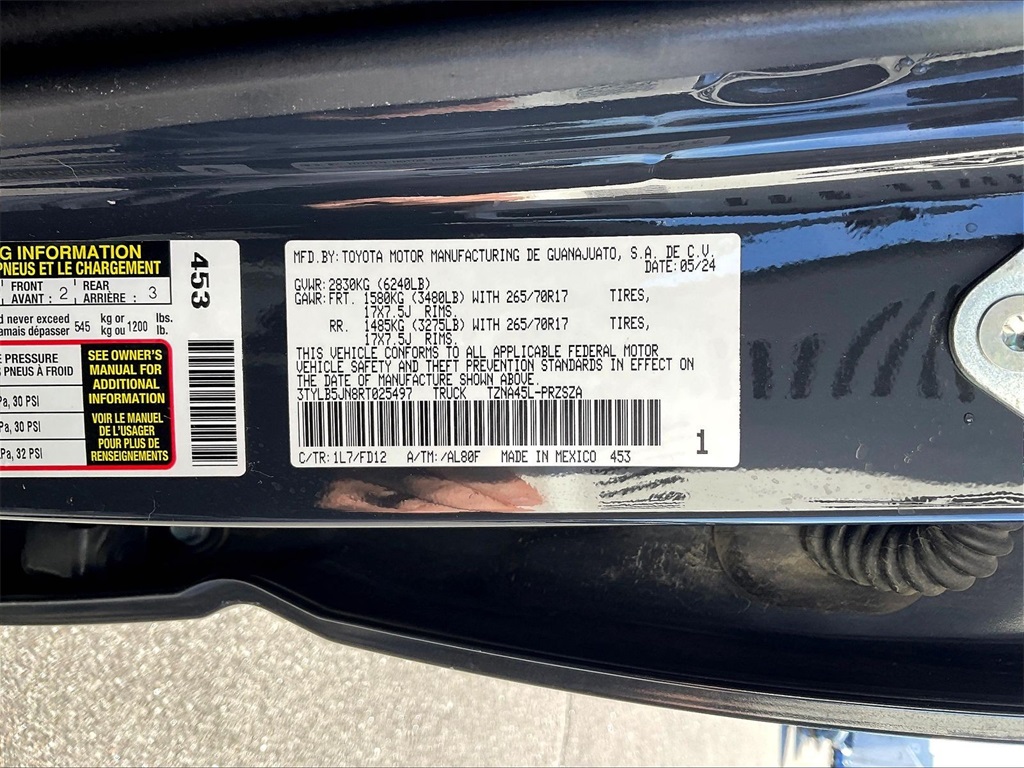 G INFORMATION
PNEUS ET LE CHARGEMENT
FRONT
AVANT : 2
REAR
ARRIÈRE : 3
d never exceed 545 kg or 1200 lbs.
amais dépasser kg ou lb.
E PRESSURE
S PNEUS À FROID
Pa, 30 PSI
Pa, 30 PSI
Pa, 32 PSI
SEE OWNER'S
MANUAL FOR
ADDITIONAL
INFORMATION
VOIR LE MANUEL
DE L'USAGER
POUR PLUS DE
RENSEIGNEMENTS
453
MFD.BY:TOYOTA MOTOR MANUFACTURING DE GUANAJUATO, S.A. DE C.V.
DATE:05/24
GVWR:2830KG (6240LB)
GAWR:FRT. 1580KG (3480LB) WITH 265/70R17 TIRES,
17X7.5J RIMS.
RR. 1485KG (3275LB) WITH 265/70R17 TIRES,
17X7.5J RIMS.
THIS VEHICLE CONFORMS TO ALL APPLICABLE FEDERAL MOTOR
VEHICLE SAFETY AND THEFT PREVENTION STANDARDS IN EFFECT ON
THE DATE OF MANUFACTURE SHOWN ABOVE.
3TYLB5JN8RT025497 TRUCK TZNA45L-PRZSZA
C/TR:1L7/FD12 A/TM:/AL80F MADE IN MEXICO 453
1